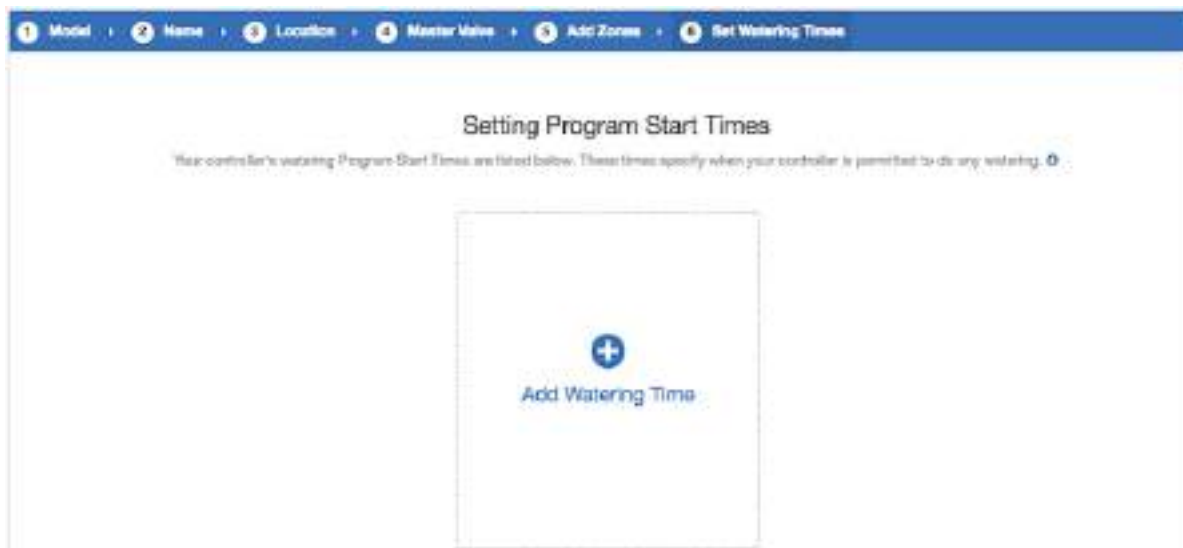 1 Model 2 Name 3 Location 4 Master Valve 5 Add Zones 6 Set Watering Times
Setting Program Start Times
Your controller's watering Program Start Times are listed below. These times specify when your controller is permitted to do any watering.
Add Watering Time